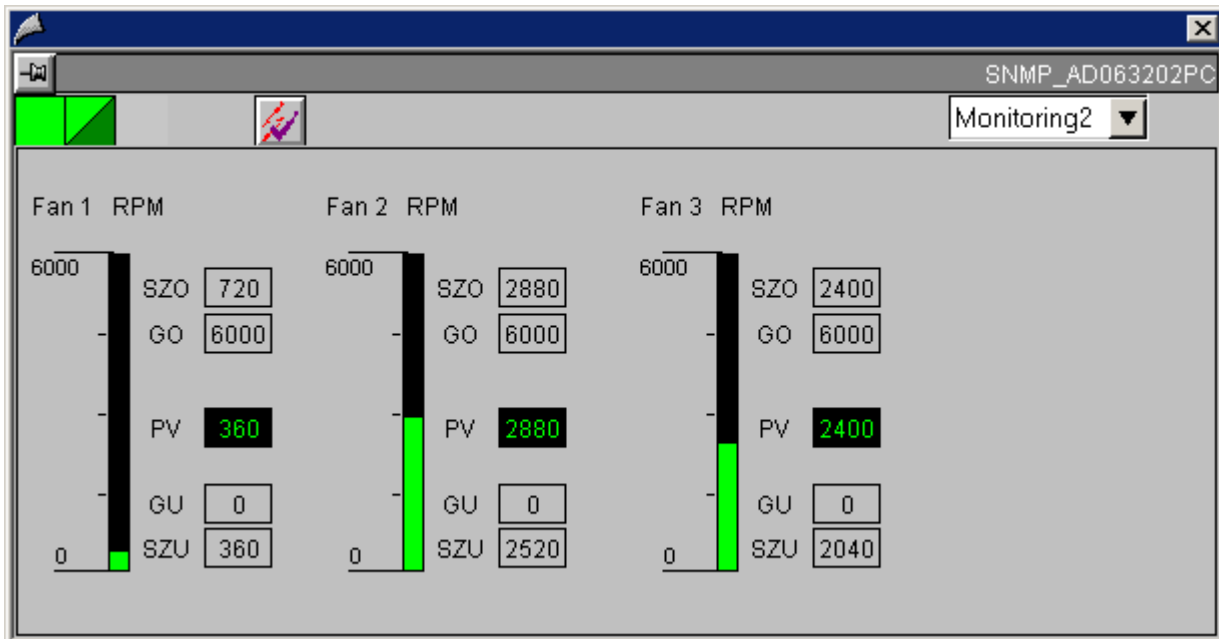 SNMP_AD063202PC
Monitoring2
Fan 1 RPM
6000
SZO 720
GO 6000
PV 360
GU 0
SZU 360
0
Fan 2 RPM
6000
SZO 2880
GO 6000
PV 2880
GU 0
SZU 2520
0
Fan 3 RPM
6000
SZO 2400
GO 6000
PV 2400
GU 0
SZU 2040
0